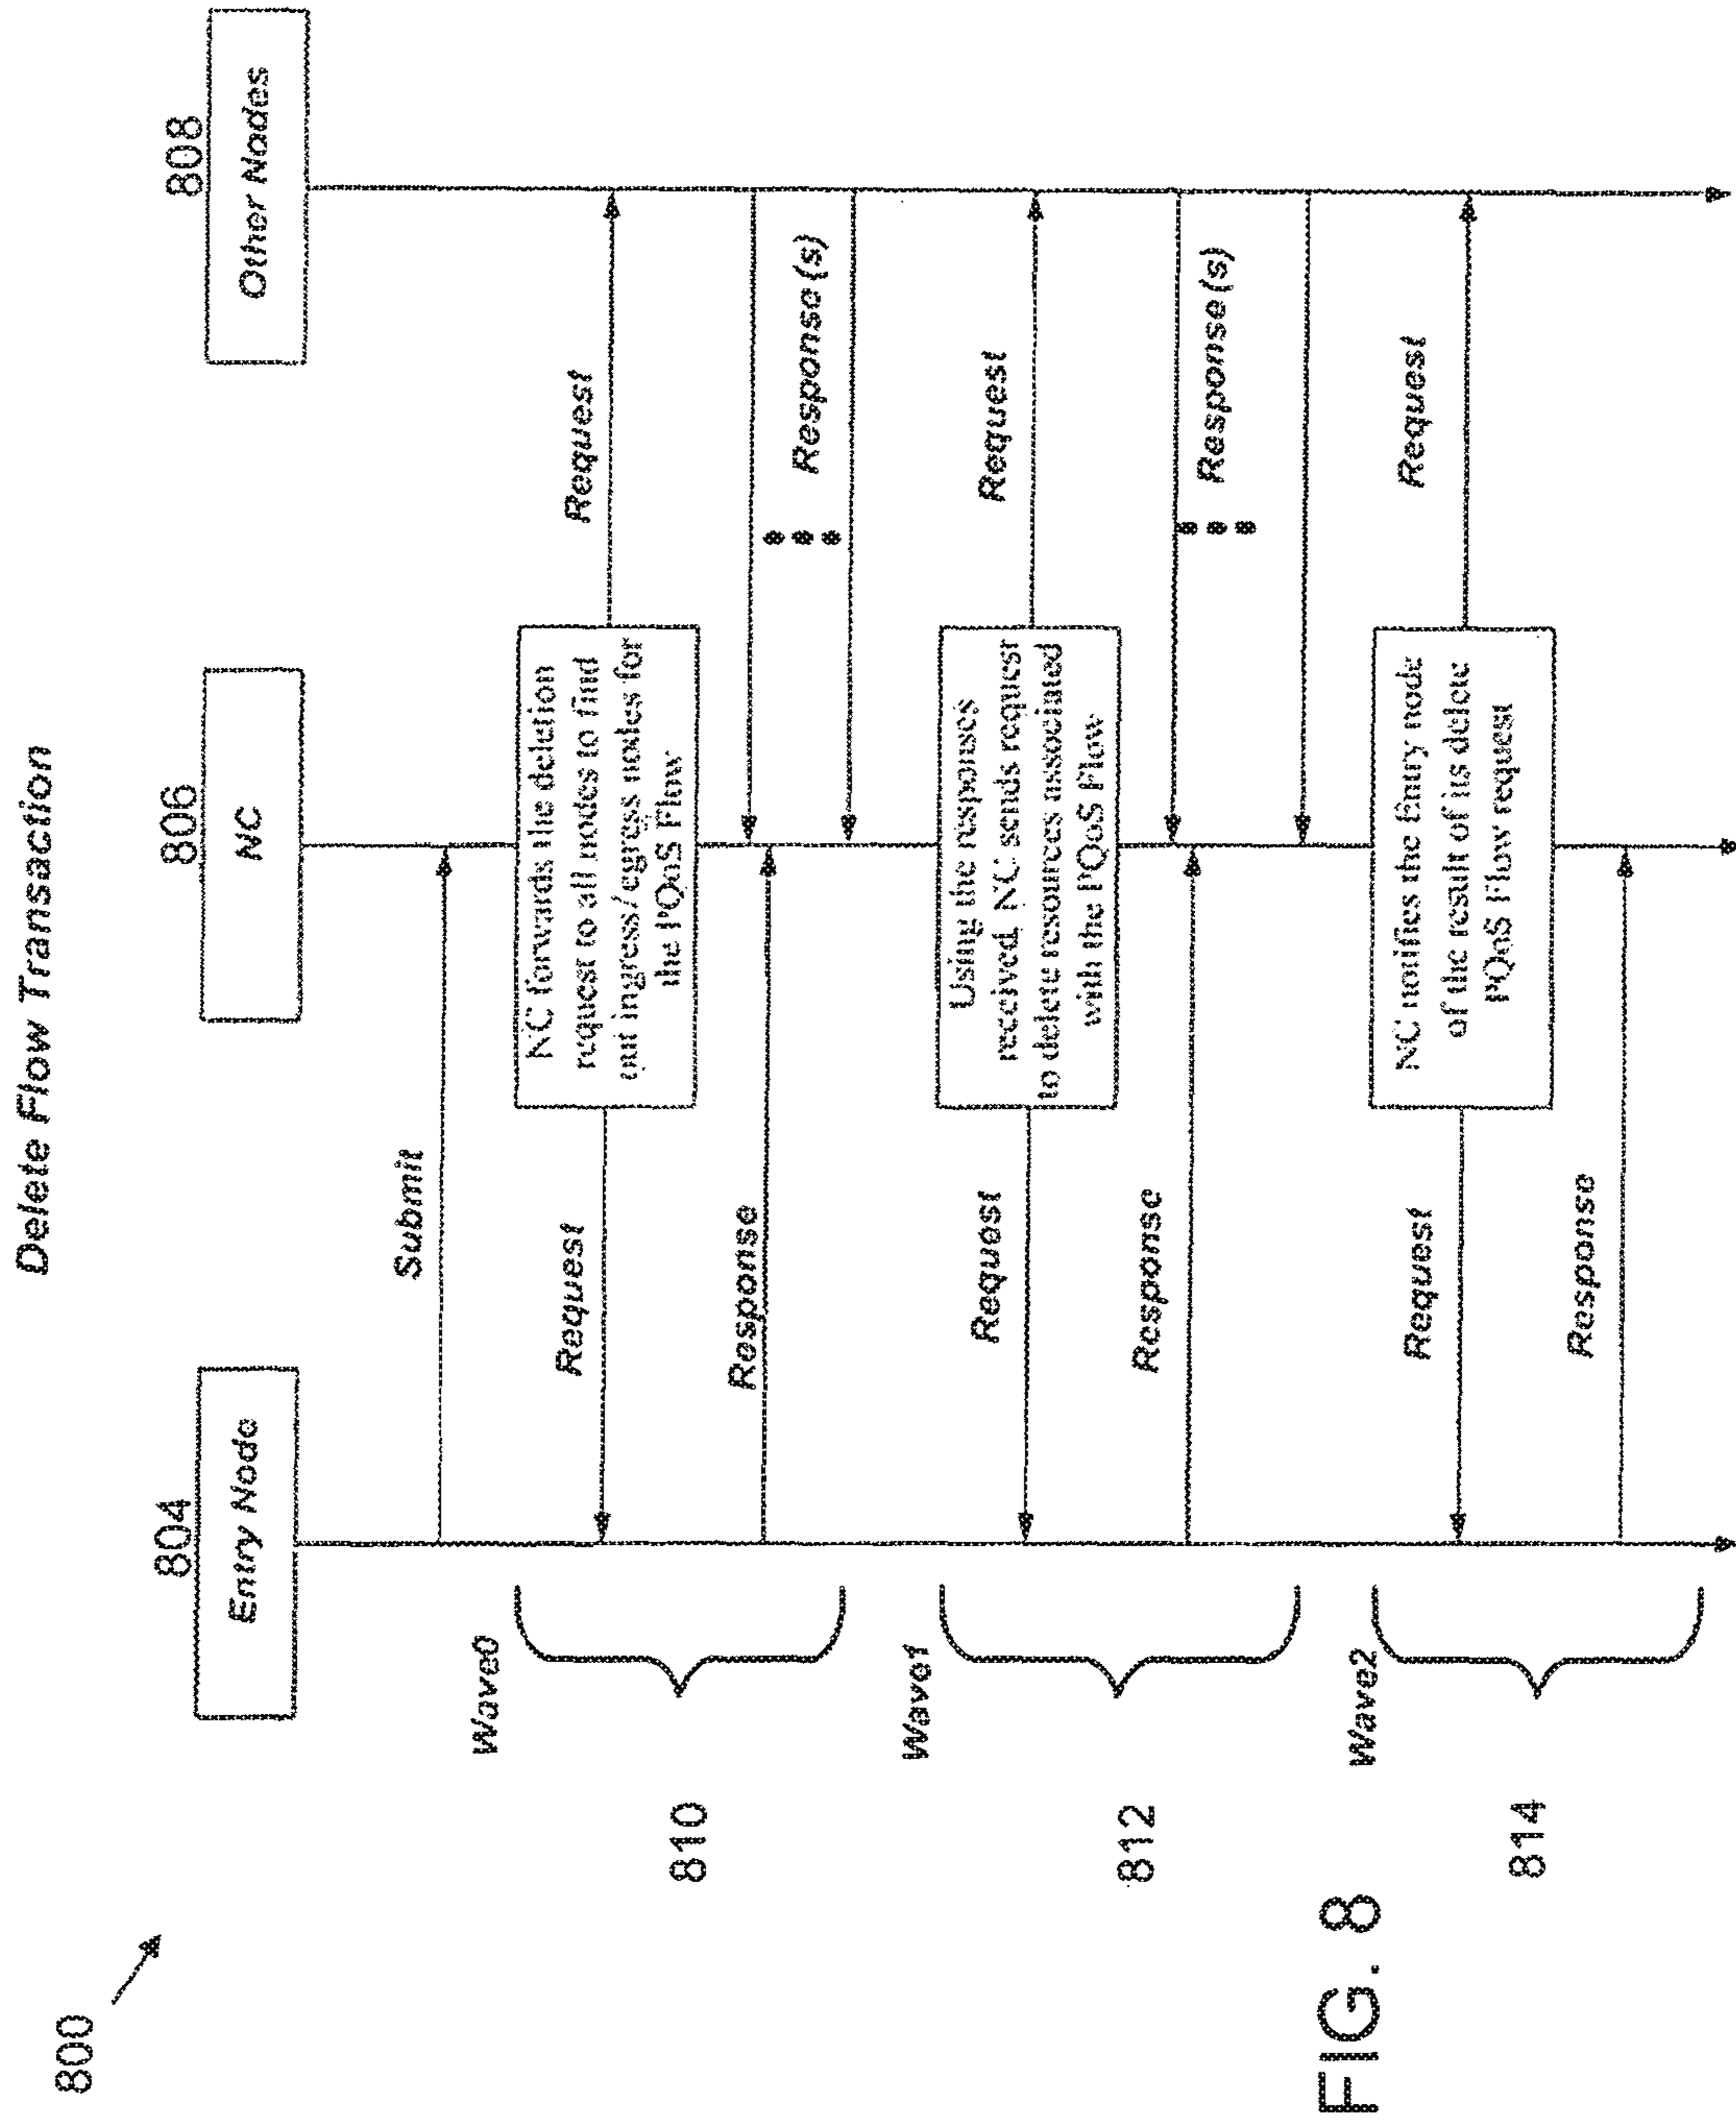 Delete Flow Transaction
800
804
Entry Node
806
NC
808
Other Nodes
Submit
Wave0
810
Request
NC forwards the deletion
request to all nodes to find
out ingress/egress nodes for
the PQoS Flow
Request
Response
Response(s)
Wave1
812
Request
Using the responses
received, NC sends request
to delete resources associated
with the PQoS Flow
Request
Response
Response(s)
Wave2
814
Request
NC notifies the Entry node
of the result of its delete
PQoS Flow request
Request
Response
FIG. 8